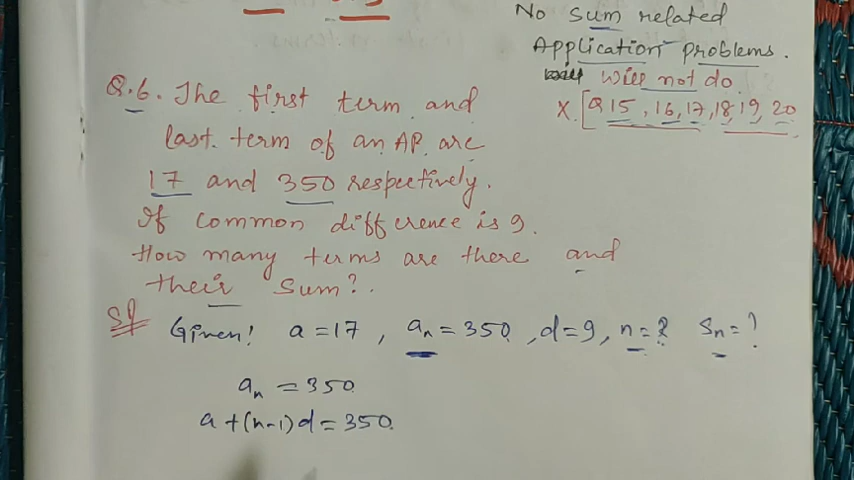 No sum related
Application problems.
will not do.
X [Q 15, 16, 17, 18, 19, 20
Q.6. The first term and
last term of an AP are
17 and 350 respectively.
If common difference is 9.
How many terms are there and
their sum?.
Given! a = 17, an = 350, d = 9, n = ? Sn = ?
an = 350.
a + (n-1) d = 350.